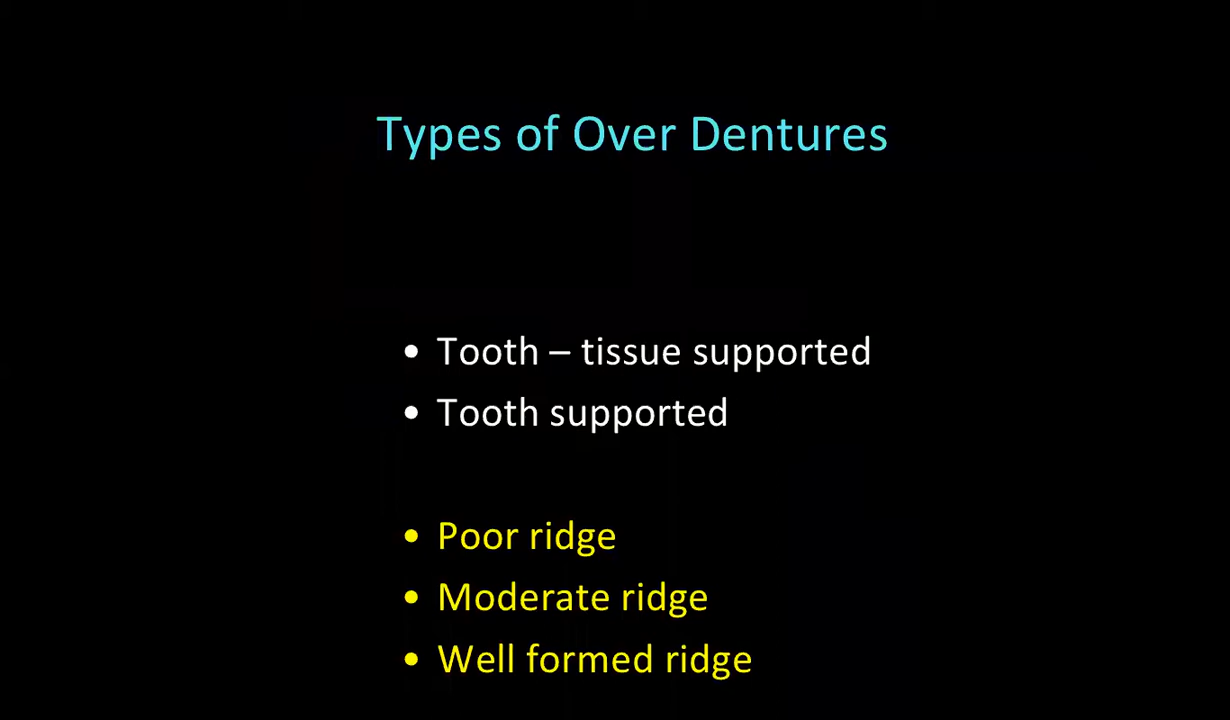 Types of Over Dentures
• Tooth – tissue supported
• Tooth supported
• Poor ridge
• Moderate ridge
• Well formed ridge